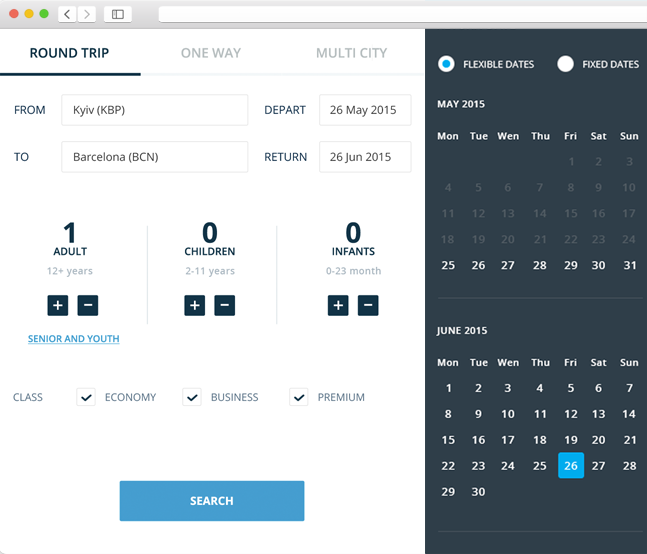 ROUND TRIP ONE WAY MULTI CITY
FROM Kyiv (KBP) DEPART 26 May 2015
TO Barcelona (BCN) RETURN 26 Jun 2015
1 0 0
ADULT CHILDREN INFANTS
12+ years 2-11 years 0-23 month
+ − + − + −
SENIOR AND YOUTH
CLASS ECONOMY BUSINESS PREMIUM
SEARCH
FLEXIBLE DATES FIXED DATES
MAY 2015
Mon Tue Wen Thu Fri Sat Sun
1 2 3
4 5 6 7 8 9 10
11 12 13 14 15 16 17
18 19 20 21 22 23 24
25 26 27 28 29 30 31
JUNE 2015
Mon Tue Wen Thu Fri Sat Sun
1 2 3 4 5 6 7
8 9 10 11 12 13 14
15 16 17 18 19 20 21
22 23 24 25 26 27 28
29 30